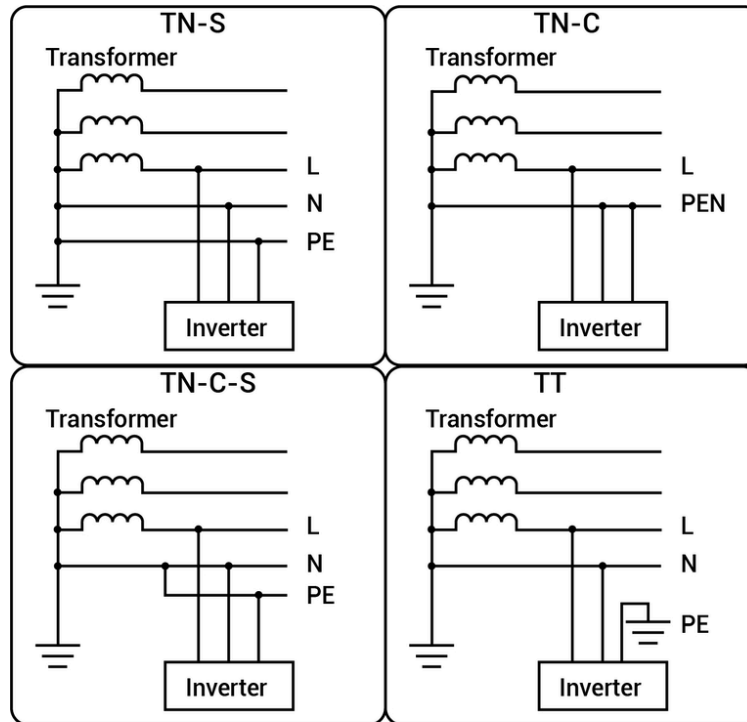 TN-S
Transformer
L
N
PE
Inverter
TN-C
Transformer
L
PEN
Inverter
TN-C-S
Transformer
L
N
PE
Inverter
TT
Transformer
L
N
PE
Inverter